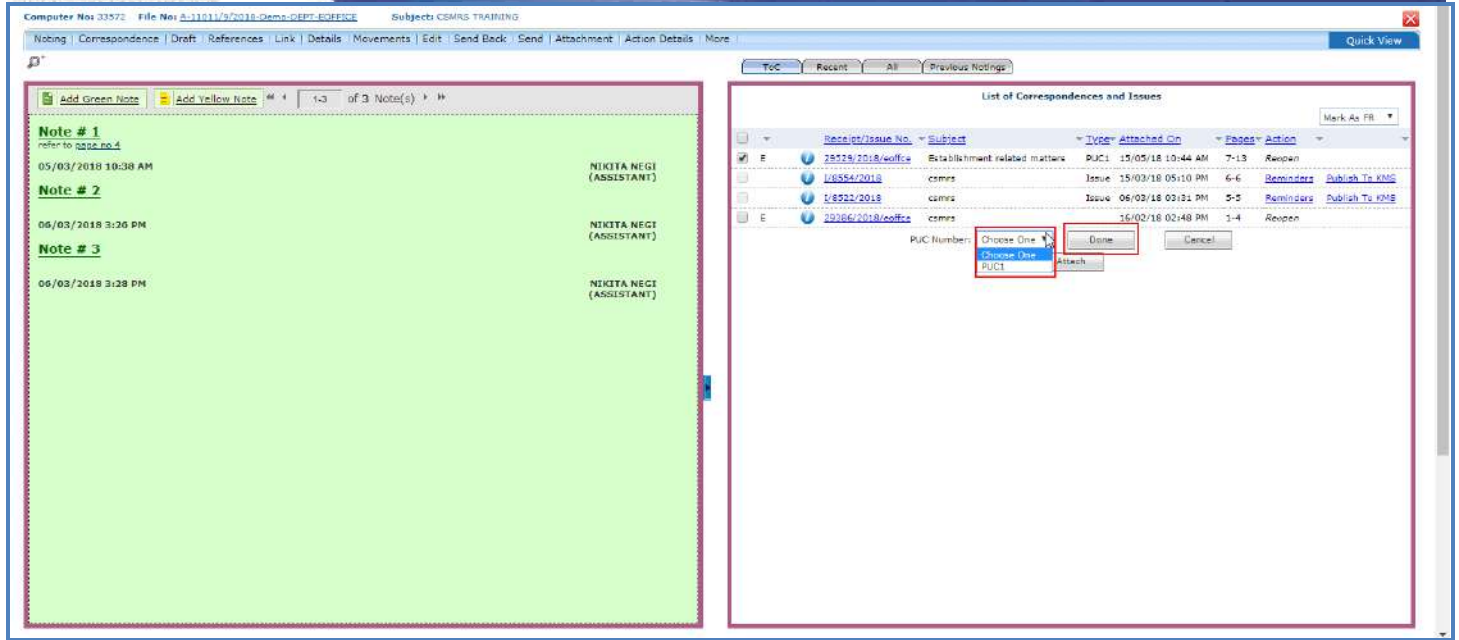 Computer No: 33572 File No: A-11011/9/2018-Demo-DEPT-EOFFICE Subject: CSMRS TRAINING
Noting | Correspondence | Draft | References | Link | Details | Movements | Edit | Send Back | Send | Attachment | Action Details | More
Quick View
ToC Recent All Previous Notings
Add Green Note Add Yellow Note 1-3 of 3 Note(s)
Note # 1
refer to page no 4
05/03/2018 10:38 AM NIKITA NEGI
(ASSISTANT)
Note # 2
06/03/2018 3:26 PM NIKITA NEGI
(ASSISTANT)
Note # 3
06/03/2018 3:28 PM NIKITA NEGI
(ASSISTANT)
List of Correspondences and Issues
Mark As FR
Receipt/Issue No. Subject Type Attached On Pages Action
E 29529/2018/eoffce Establishment related matters PUC1 15/05/18 10:44 AM 7-13 Reopen
I/8554/2018 csmrs Issue 15/03/18 05:10 PM 6-6 Reminders Publish To KMS
I/8522/2018 csmrs Issue 06/03/18 03:31 PM 5-5 Reminders Publish To KMS
E 29386/2018/eoffce csmrs 16/02/18 02:48 PM 1-4 Reopen
PUC Number: Choose One Done Cancel
Choose One
PUC1
Attach